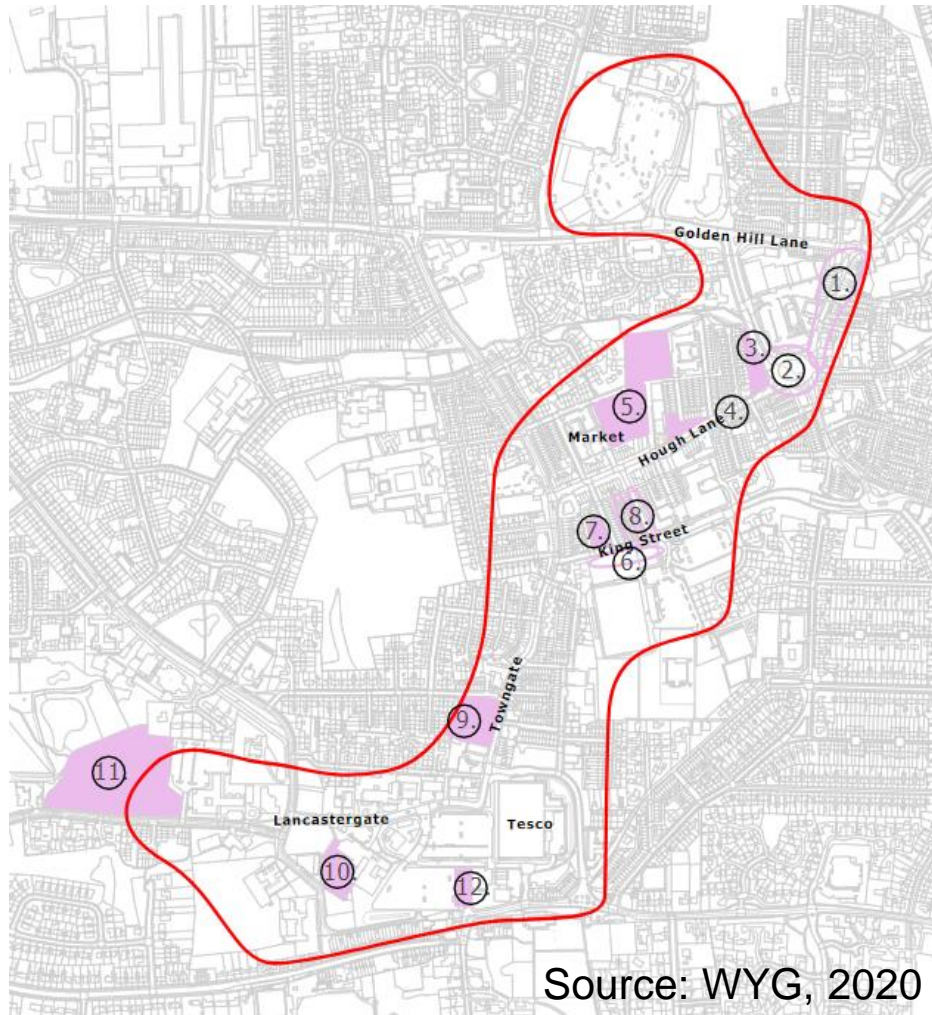 Golden Hill Lane
1.
3.
2.
5.
4.
Market
Hough Lane
8.
7.
King Street
6.
Towngate
9.
11.
Lancastergate
Tesco
10.
12.
Source: WYG, 2020